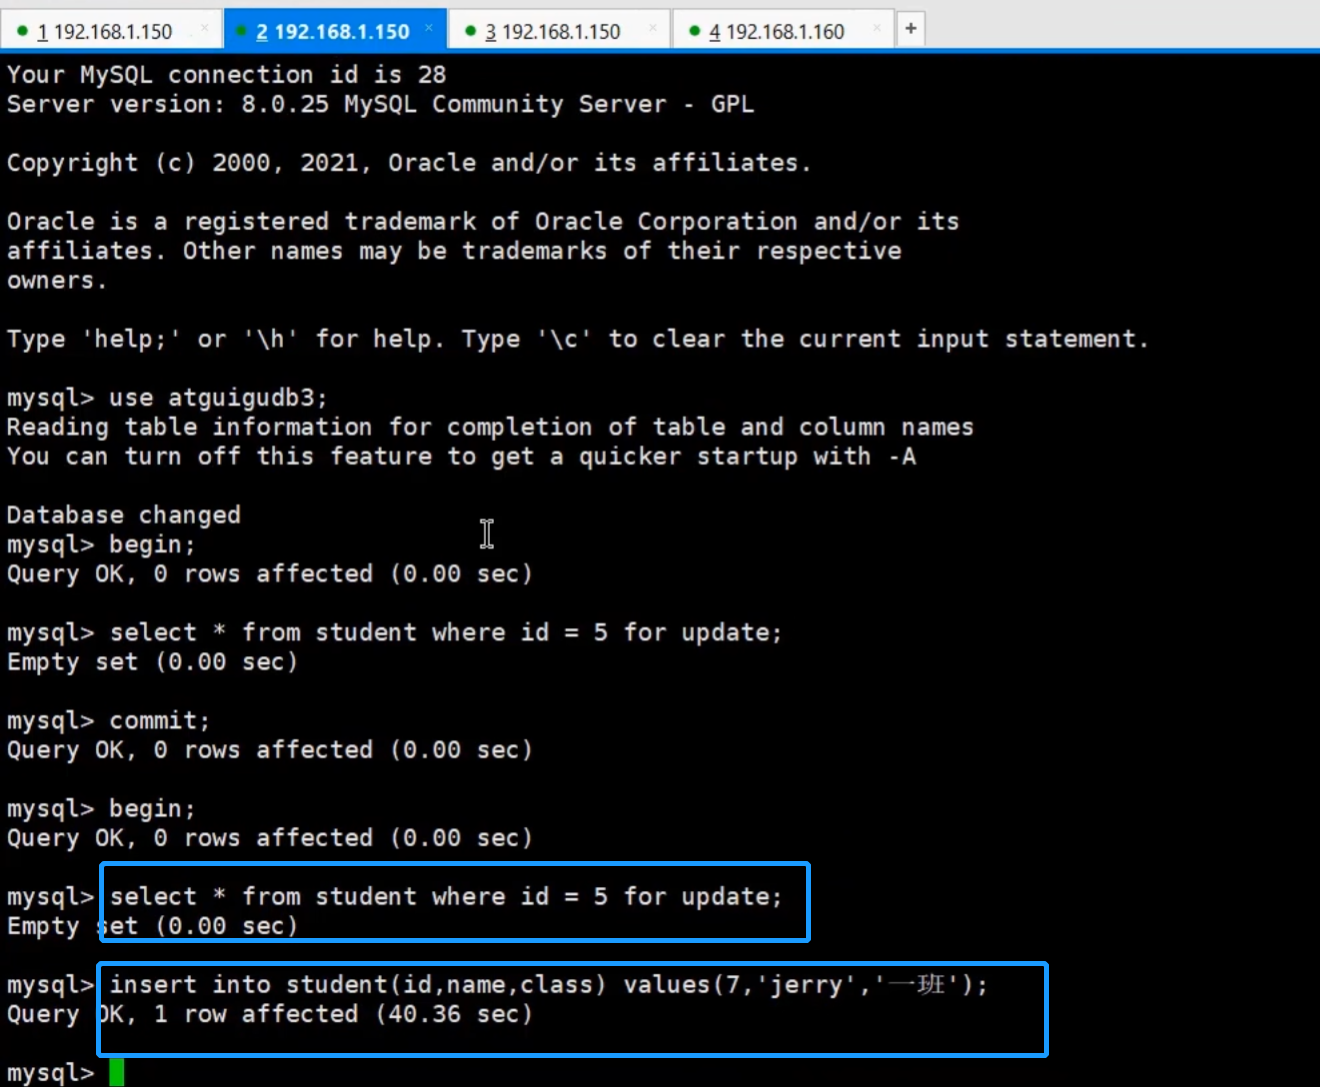 1 192.168.1.150 × 2 192.168.1.150 × 3 192.168.1.150 × 4 192.168.1.160 × +
Your MySQL connection id is 28
Server version: 8.0.25 MySQL Community Server - GPL
Copyright (c) 2000, 2021, Oracle and/or its affiliates.
Oracle is a registered trademark of Oracle Corporation and/or its
affiliates. Other names may be trademarks of their respective
owners.
Type 'help;' or '\h' for help. Type '\c' to clear the current input statement.
mysql> use atguigudb3;
Reading table information for completion of table and column names
You can turn off this feature to get a quicker startup with -A
Database changed
mysql> begin;
Query OK, 0 rows affected (0.00 sec)
mysql> select * from student where id = 5 for update;
Empty set (0.00 sec)
mysql> commit;
Query OK, 0 rows affected (0.00 sec)
mysql> begin;
Query OK, 0 rows affected (0.00 sec)
mysql> select * from student where id = 5 for update;
Empty set (0.00 sec)
mysql> insert into student(id,name,class) values(7,'jerry','一班');
Query OK, 1 row affected (40.36 sec)
mysql>